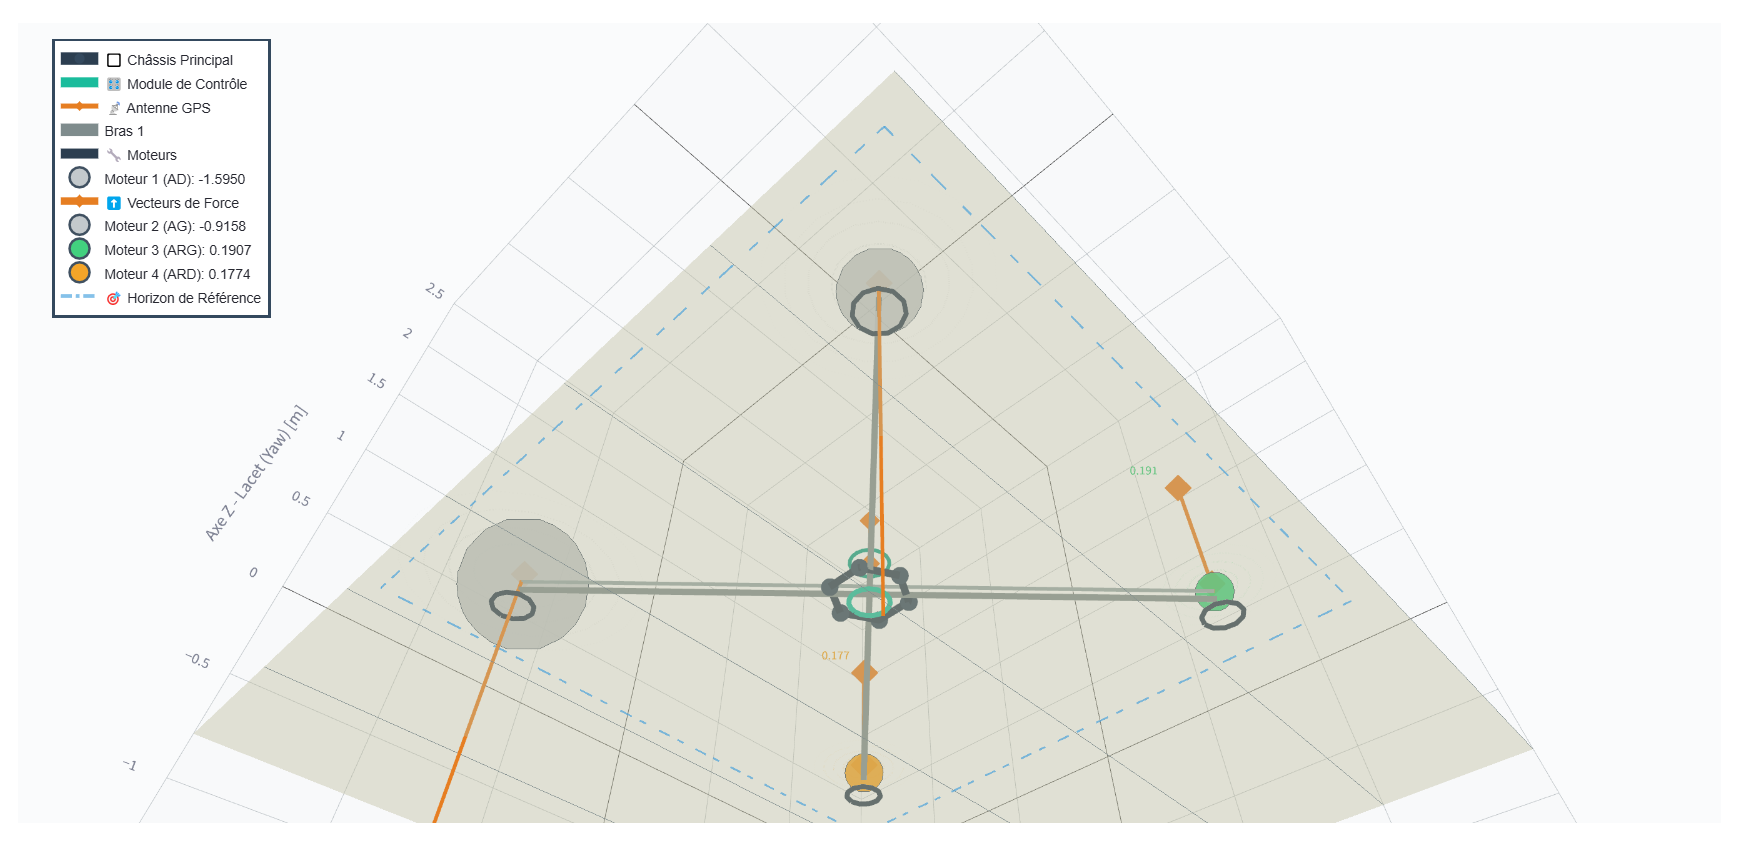 Châssis Principal
Module de Contrôle
Antenne GPS
Bras 1
Moteurs
Moteur 1 (AD): -1.5950
Vecteurs de Force
Moteur 2 (AG): -0.9158
Moteur 3 (ARG): 0.1907
Moteur 4 (ARD): 0.1774
Horizon de Référence
2.5
2
1.5
1
0.5
0
−0.5
−1
Axe Z - Lacet (Yaw) [m]
0.191
0.177